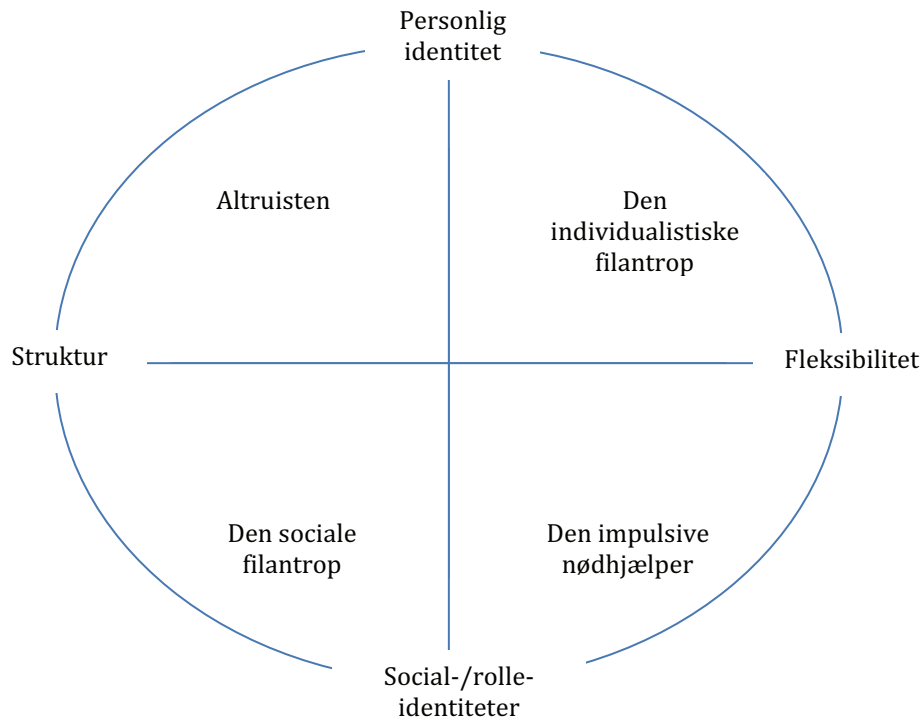 Personlig
identitet
Altruisten
Den
individualistiske
filantrop
Struktur
Fleksibilitet
Den sociale
filantrop
Den impulsive
nødhjælper
Social-/rolle-
identiteter